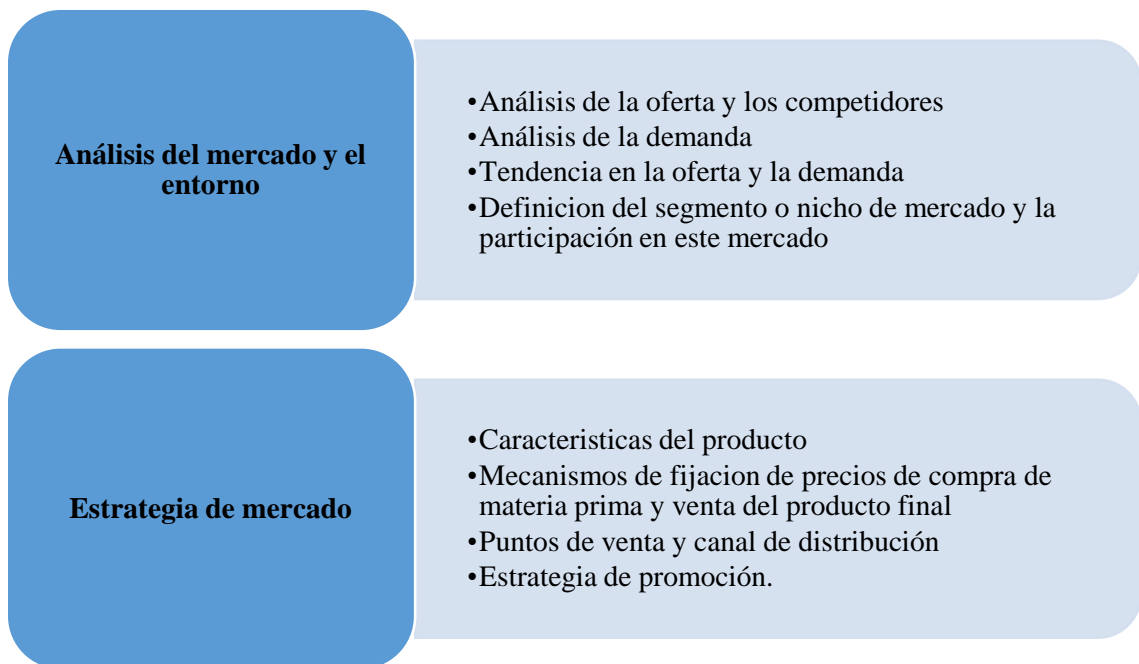 Análisis del mercado y el
entorno
•Análisis de la oferta y los competidores
•Análisis de la demanda
•Tendencia en la oferta y la demanda
•Definicion del segmento o nicho de mercado y la
participación en este mercado
Estrategia de mercado
•Caracteristicas del producto
•Mecanismos de fijacion de precios de compra de
materia prima y venta del producto final
•Puntos de venta y canal de distribución
•Estrategia de promoción.